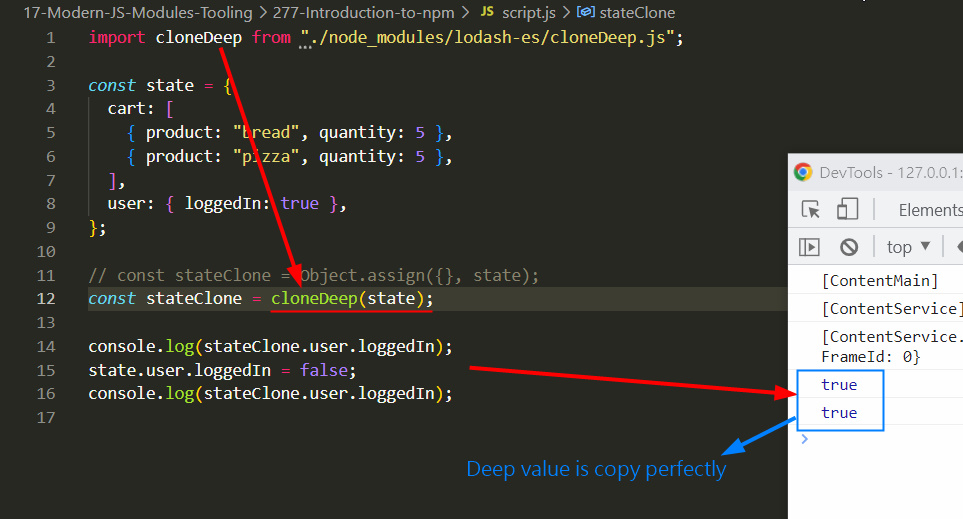 17-Modern-JS-Modules-Tooling > 277-Introduction-to-npm > JS script.js > stateClone
1 import cloneDeep from "./node_modules/lodash-es/cloneDeep.js";
2
3 const state = {
4 cart: [
5 { product: "bread", quantity: 5 },
6 { product: "pizza", quantity: 5 },
7 ],
8 user: { loggedIn: true },
9 };
10
11 // const stateClone = Object.assign({}, state);
12 const stateClone = cloneDeep(state);
13
14 console.log(stateClone.user.loggedIn);
15 state.user.loggedIn = false;
16 console.log(stateClone.user.loggedIn);
17
DevTools - 127.0.0.1:
Elements
top ▼
[ContentMain]
[ContentService]
[ContentService.
FrameId: 0}
true
true
>
Deep value is copy perfectly